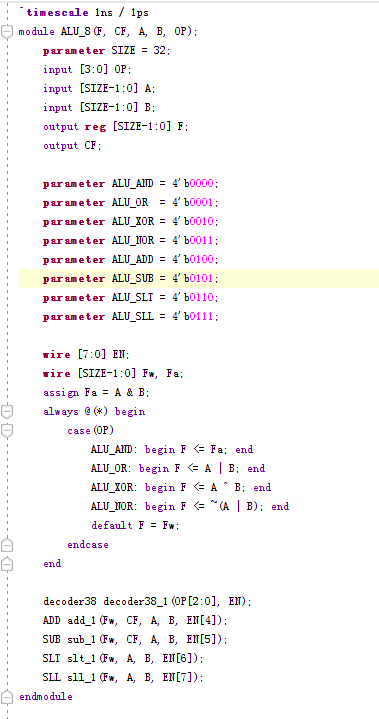 `timescale 1ns / 1ps
module ALU_8(F, CF, A, B, OP);
parameter SIZE = 32;
input [3:0] OP;
input [SIZE-1:0] A;
input [SIZE-1:0] B;
output reg [SIZE-1:0] F;
output CF;
parameter ALU_AND = 4'b0000;
parameter ALU_OR = 4'b0001;
parameter ALU_XOR = 4'b0010;
parameter ALU_NOR = 4'b0011;
parameter ALU_ADD = 4'b0100;
parameter ALU_SUB = 4'b0101;
parameter ALU_SLT = 4'b0110;
parameter ALU_SLL = 4'b0111;
wire [7:0] EN;
wire [SIZE-1:0] Fw, Fa;
assign Fa = A & B;
always @(*) begin
case(OP)
ALU_AND: begin F <= Fa; end
ALU_OR: begin F <= A | B; end
ALU_XOR: begin F <= A ^ B; end
ALU_NOR: begin F <= ~(A | B); end
default F = Fw;
endcase
end
decoder38 decoder38_1(OP[2:0], EN);
ADD add_1(Fw, CF, A, B, EN[4]);
SUB sub_1(Fw, CF, A, B, EN[5]);
SLT slt_1(Fw, A, B, EN[6]);
SLL sll_1(Fw, A, B, EN[7]);
endmodule